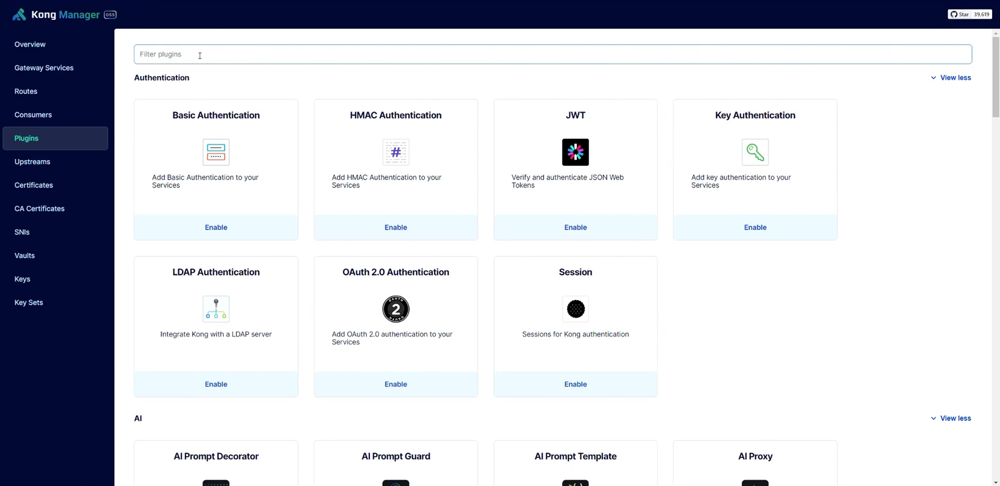 Kong Manager OSS
Star 39,619
Overview
Gateway Services
Routes
Consumers
Plugins
Upstreams
Certificates
CA Certificates
SNIs
Vaults
Keys
Key Sets
Filter plugins
Authentication
View less
Basic Authentication
Add Basic Authentication to your
Services
Enable
HMAC Authentication
#
Add HMAC Authentication to your
Services
Enable
JWT
Verify and authenticate JSON Web
Tokens
Enable
Key Authentication
Add key authentication to your
Services
Enable
LDAP Authentication
Integrate Kong with a LDAP server
Enable
OAuth 2.0 Authentication
OAUTH
2
OAUTH
Add OAuth 2.0 authentication to your
Services
Enable
Session
Sessions for Kong authentication
Enable
AI
View less
AI Prompt Decorator
AI Prompt Guard
AI Prompt Template
AI Proxy